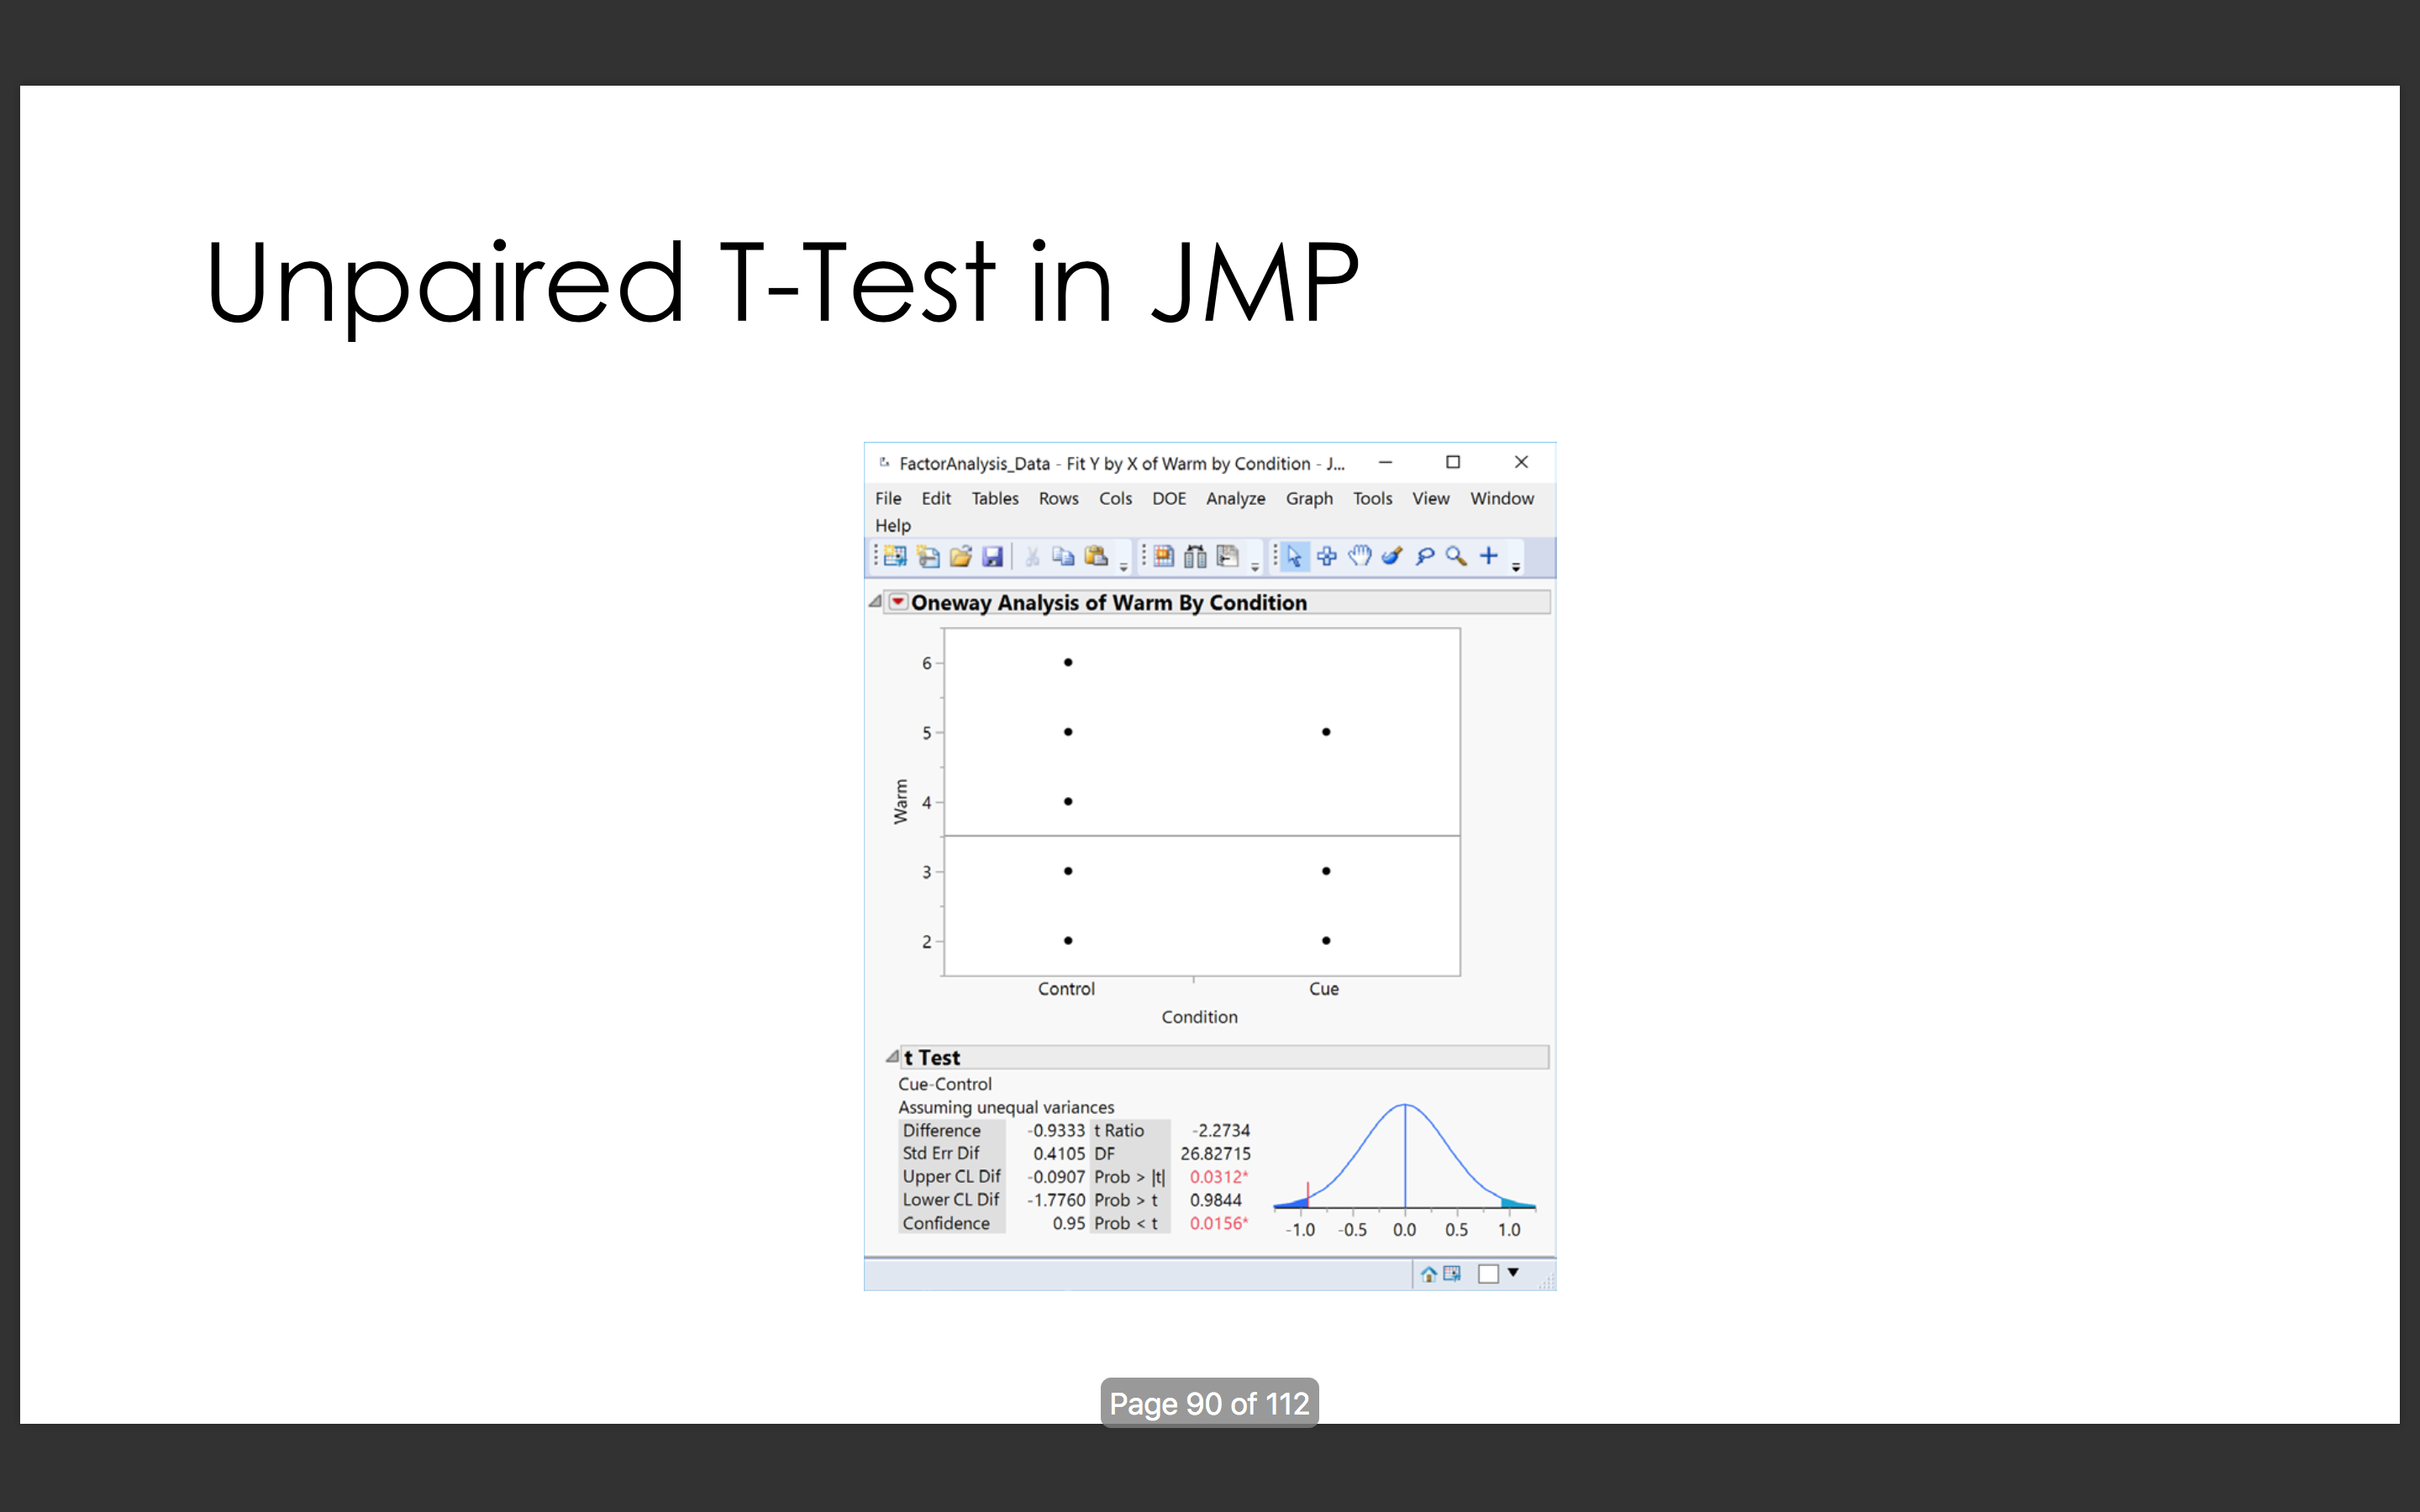 Unpaired T-Test in JMP
FactorAnalysis_Data - Fit Y by X of Warm by Condition - J...
File Edit Tables Rows Cols DOE Analyze Graph Tools View Window
Help
Oneway Analysis of Warm By Condition
6
5
4
3
2
Warm
Control Cue
Condition
t Test
Cue-Control
Assuming unequal variances
Difference -0.9333 t Ratio -2.2734
Std Err Dif 0.4105 DF 26.82715
Upper CL Dif -0.0907 Prob > |t| 0.0312*
Lower CL Dif -1.7760 Prob > t 0.9844
Confidence 0.95 Prob < t 0.0156*
-1.0 -0.5 0.0 0.5 1.0
Page 90 of 112